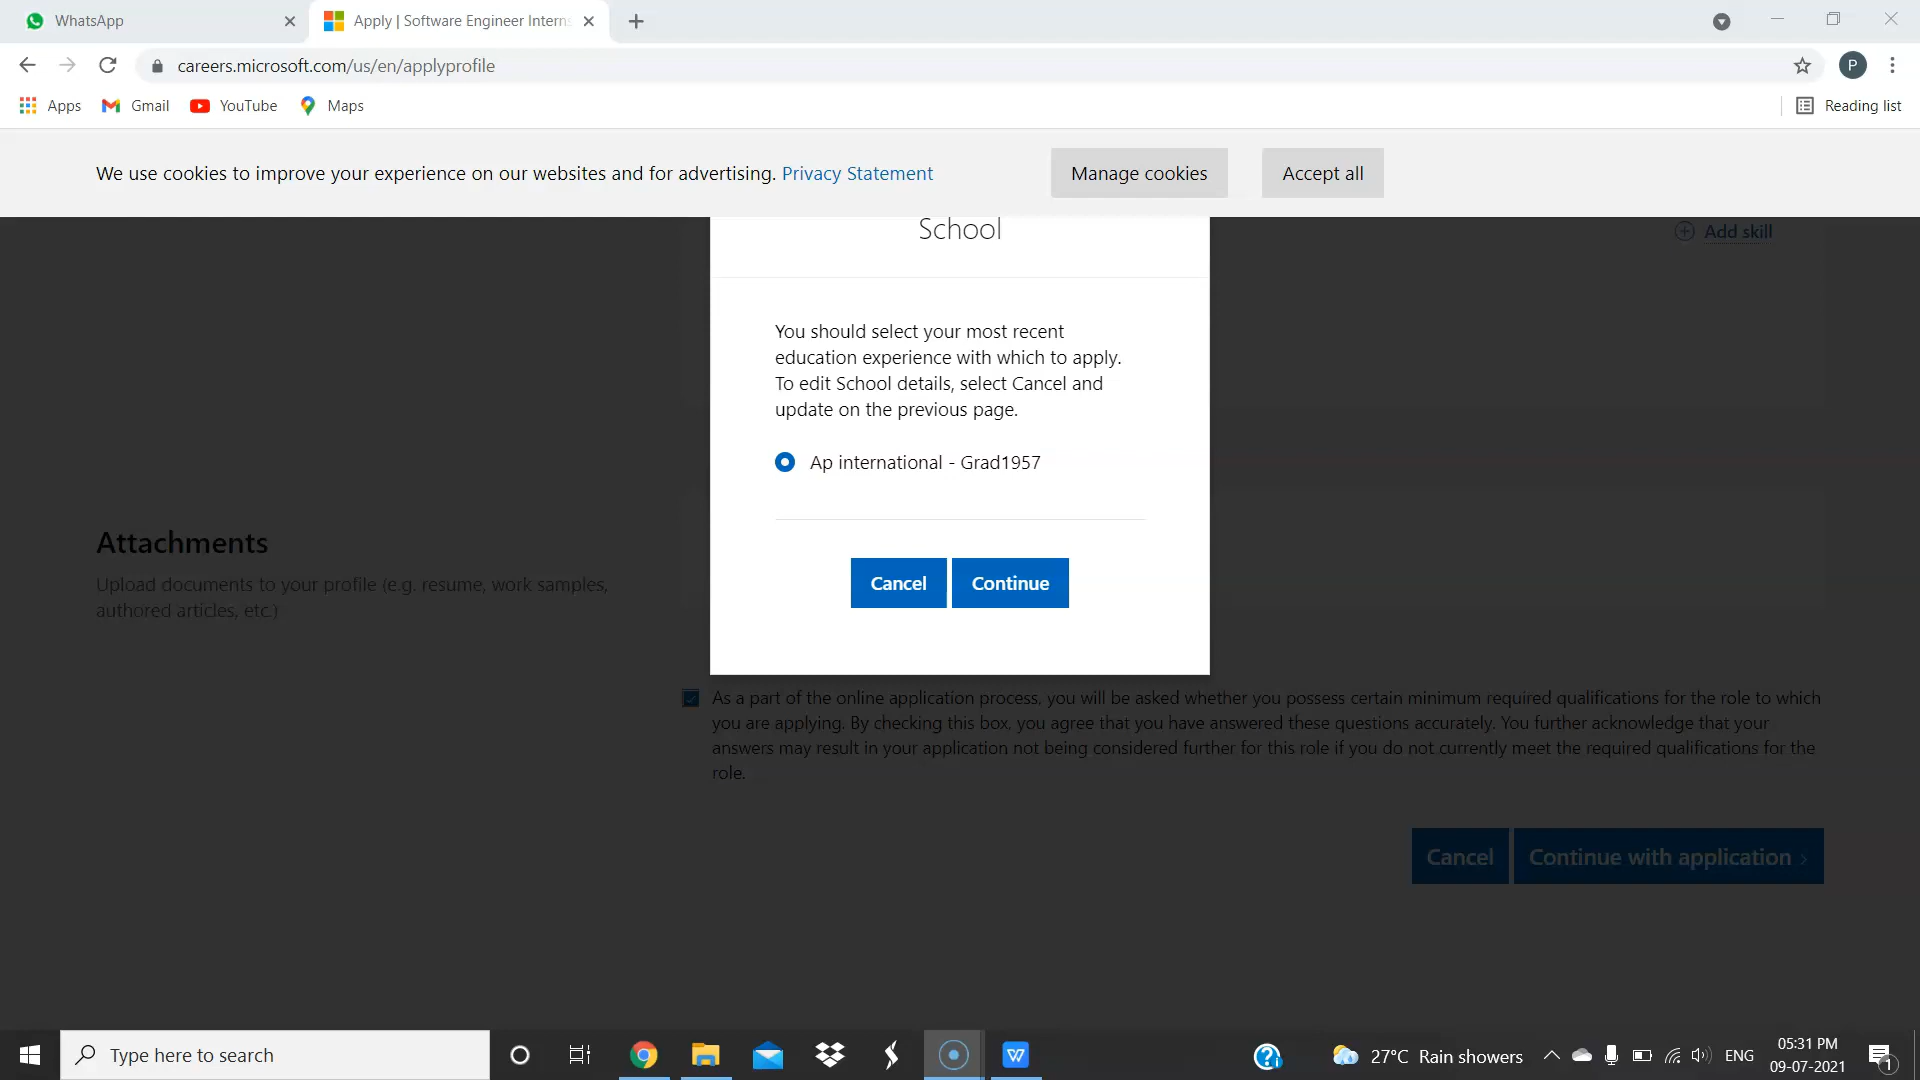 WhatsApp
Apply | Software Engineer Interns
careers.microsoft.com/us/en/applyprofile
P
Apps
Gmail
YouTube
Maps
Reading list
We use cookies to improve your experience on our websites and for advertising. Privacy Statement
Manage cookies
Accept all
School
Add skill
You should select your most recent
education experience with which to apply.
To edit School details, select Cancel and
update on the previous page.
Ap international - Grad1957
Cancel
Continue
Attachments
Upload documents to your profile (e.g. resume, work samples,
authored articles, etc.)
As a part of the online application process, you will be asked whether you possess certain minimum required qualifications for the role to which
you are applying. By checking this box, you agree that you have answered these questions accurately. You further acknowledge that your
answers may result in your application not being considered further for this role if you do not currently meet the required qualifications for the
role.
Cancel
Continue with application
Type here to search
27°C Rain showers
ENG
05:31 PM
09-07-2021
1